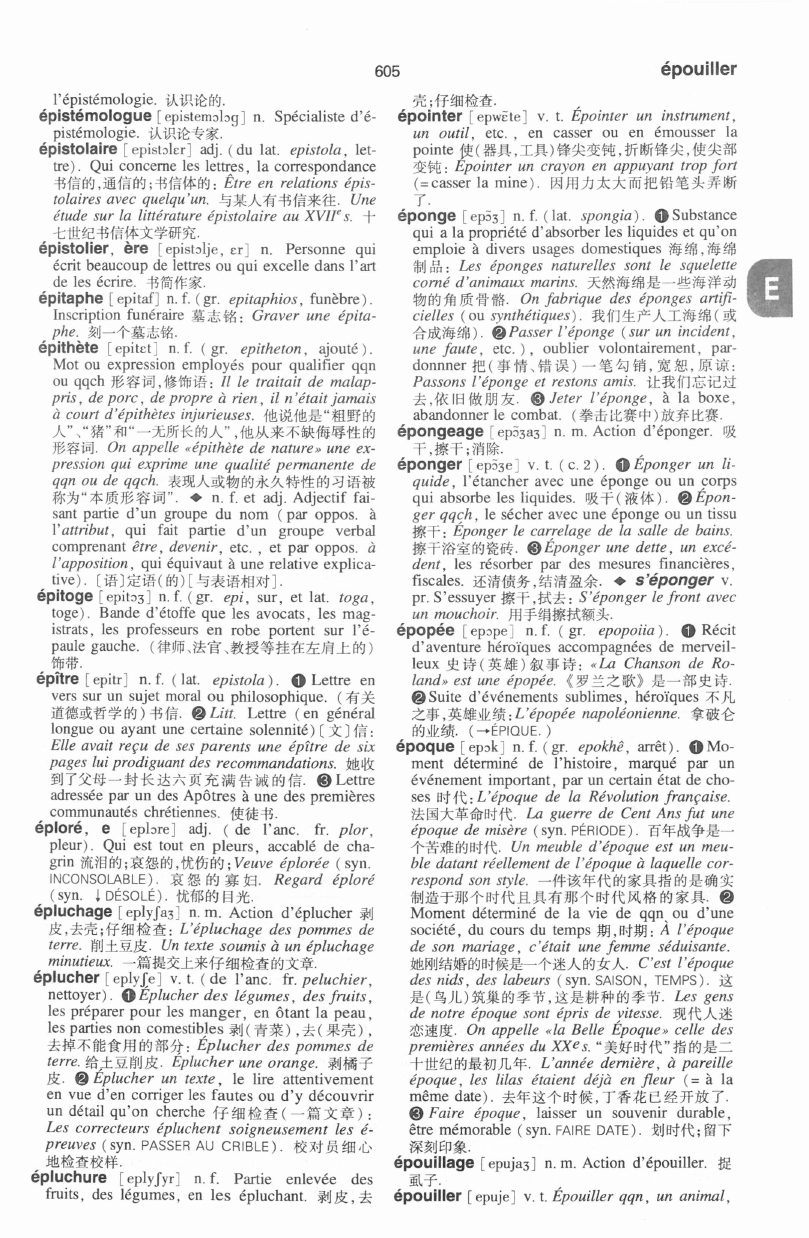 605
épouiller
l'épistémologie. 认识论的.
épistémologue [epistemɔlɔg] n. Spécialiste d'é-
pistémologie. 认识论专家.
épistolaire [epistɔlɛr] adj. (du lat. epistola, let-
tre). Qui concerne les lettres, la correspondance
书信的,通信的;书信体的: Être en relations épis-
tolaires avec quelqu'un. 与某人有书信来往. Une
étude sur la littérature épistolaire au XVIIᵉ s. 十
七世纪书信体文学研究.
épistolier, ère [epistɔlje, ɛr] n. Personne qui
écrit beaucoup de lettres ou qui excelle dans l'art
de les écrire. 书简作家.
épitaphe [epitaf] n. f. (gr. epitaphios, funèbre).
Inscription funéraire 墓志铭: Graver une épita-
phe. 刻一个墓志铭.
épithète [epitɛt] n. f. (gr. epitheton, ajouté).
Mot ou expression employés pour qualifier qqn
ou qqch 形容词,修饰语: Il le traitait de malap-
pris, de porc, de propre à rien, il n'était jamais
à court d'épithètes injurieuses. 他说他是“粗野的
人”、“猪”和“一无所长的人”,他从来不缺侮辱性的
形容词. On appelle «épithète de nature» une ex-
pression qui exprime une qualité permanente de
qqn ou de qqch. 表现人或物的永久特性的习语被
称为“本质形容词”. ◆ n. f. et adj. Adjectif fai-
sant partie d'un groupe du nom (par oppos. à
l'attribut, qui fait partie d'un groupe verbal
comprenant être, devenir, etc., et par oppos. à
l'apposition, qui équivaut à une relative explica-
tive). [语]定语(的)[与表语相对].
épitoge [epitɔʒ] n. f. (gr. epi, sur, et lat. toga,
toge). Bande d'étoffe que les avocats, les mag-
istrats, les professeurs en robe portent sur l'é-
paule gauche. (律师、法官、教授等挂在左肩上的)
饰带.
épître [epitr] n. f. (lat. epistola). ❶ Lettre en
vers sur un sujet moral ou philosophique. (有关
道德或哲学的)书信. ❷ Litt. Lettre (en général
longue ou ayant une certaine solennité)[文]信:
Elle avait reçu de ses parents une épître de six
pages lui prodiguant des recommandations. 她收
到了父母一封长达六页充满告诫的信. ❸ Lettre
adressée par un des Apôtres à une des premières
communautés chrétiennes. 使徒书.
éploré, e [eplɔre] adj. (de l'anc. fr. plor,
pleur). Qui est tout en pleurs, accablé de cha-
grin 流泪的;哀怨的,忧伤的;Veuve éplorée (syn.
INCONSOLABLE). 哀怨的寡妇. Regard éploré
(syn. ↓DÉSOLÉ). 忧郁的目光.
épluchage [eplyʃaʒ] n. m. Action d'éplucher 剥
皮,去壳;仔细检查: L'épluchage des pommes de
terre. 削土豆皮. Un texte soumis à un épluchage
minutieux. 一篇提交上来仔细检查的文章.
éplucher [eplyʃe] v. t. (de l'anc. fr. peluchier,
nettoyer). ❶ Éplucher des légumes, des fruits,
les préparer pour les manger, en ôtant la peau,
les parties non comestibles 剥(青菜),去(果壳),
去掉不能食用的部分: Éplucher des pommes de
terre. 给土豆削皮. Éplucher une orange. 剥橘子
皮. ❷ Éplucher un texte, le lire attentivement
en vue d'en corriger les fautes ou d'y découvrir
un détail qu'on cherche 仔细检查(一篇文章):
Les correcteurs épluchent soigneusement les é-
preuves (syn. PASSER AU CRIBLE). 校对员细心
地检查校样.
épluchure [eplyʃyr] n. f. Partie enlevée des
fruits, des légumes, en les épluchant. 剥皮,去
壳;仔细检查.
épointer [epwɛ̃te] v. t. Épointer un instrument,
un outil, etc., en casser ou en émousser la
pointe 使(器具,工具)锋尖变钝,折断锋尖,使尖部
变钝: Épointer un crayon en appuyant trop fort
(=casser la mine). 因用力太大而把铅笔头弄断
了.
éponge [epɔ̃ʒ] n. f. (lat. spongia). ❶ Substance
qui a la propriété d'absorber les liquides et qu'on
emploie à divers usages domestiques 海绵,海绵
制品: Les éponges naturelles sont le squelette
corné d'animaux marins. 天然海绵是一些海洋动
物的角质骨骼. On fabrique des éponges artifi-
cielles (ou synthétiques). 我们生产人工海绵(或
合成海绵). ❷ Passer l'éponge (sur un incident,
une faute, etc.), oublier volontairement, par-
donnner 把(事情、错误)一笔勾销,宽恕,原谅:
Passons l'éponge et restons amis. 让我们忘记过
去,依旧做朋友. ❸ Jeter l'éponge, à la boxe,
abandonner le combat. (拳击比赛中)放弃比赛.
épongeage [epɔ̃ʒaʒ] n. m. Action d'éponger. 吸
干,擦干;消除.
éponger [epɔ̃ʒe] v. t. (c. 2). ❶ Éponger un li-
quide, l'étancher avec une éponge ou un corps
qui absorbe les liquides. 吸干(液体). ❷ Épon-
ger qqch, le sécher avec une éponge ou un tissu
擦干: Éponger le carrelage de la salle de bains.
擦干浴室的瓷砖. ❸ Éponger une dette, un excé-
dent, les résorber par des mesures financières,
fiscales. 还清债务,结清盈余. ◆ s'éponger v.
pr. S'essuyer 擦干,拭去: S'éponger le front avec
un mouchoir. 用手绢擦拭额头.
épopée [epɔpe] n. f. (gr. epopoiia). ❶ Récit
d'aventure héroïques accompagnées de merveil-
leux 史诗(英雄)叙事诗: «La Chanson de Ro-
land» est une épopée.《罗兰之歌》是一部史诗.
❷ Suite d'événements sublimes, héroïques 不凡
之事,英雄业绩:L'épopée napoléonienne. 拿破仑
的业绩. (→ÉPIQUE.)
époque [epɔk] n. f. (gr. epokhê, arrêt). ❶ Mo-
ment déterminé de l'histoire, marqué par un
événement important, par un certain état de cho-
ses 时代:L'époque de la Révolution française.
法国大革命时代. La guerre de Cent Ans fut une
époque de misère (syn. PÉRIODE). 百年战争是一
个苦难的时代. Un meuble d'époque est un meu-
ble datant réellement de l'époque à laquelle cor-
respond son style. 一件该年代的家具指的是确实
制造于那个时代且具有那个时代风格的家具. ❷
Moment déterminé de la vie de qqn ou d'une
société, du cours du temps 期,时期: À l'époque
de son mariage, c'était une femme séduisante.
她刚结婚的时候是一个迷人的女人. C'est l'époque
des nids, des labeurs (syn. SAISON, TEMPS). 这
是(鸟儿)筑巢的季节,这是耕种的季节. Les gens
de notre époque sont épris de vitesse. 现代人迷
恋速度. On appelle «la Belle Époque» celle des
premières années du XXᵉ s. “美好时代”指的是二
十世纪的最初几年. L'année dernière, à pareille
époque, les lilas étaient déjà en fleur (= à la
même date). 去年这个时候,丁香花已经开放了.
❸ Faire époque, laisser un souvenir durable,
être mémorable (syn. FAIRE DATE). 划时代;留下
深刻印象.
épouillage [epujaʒ] n. m. Action d'épouiller. 捉
虱子.
épouiller [epuje] v. t. Épouiller qqn, un animal,
E